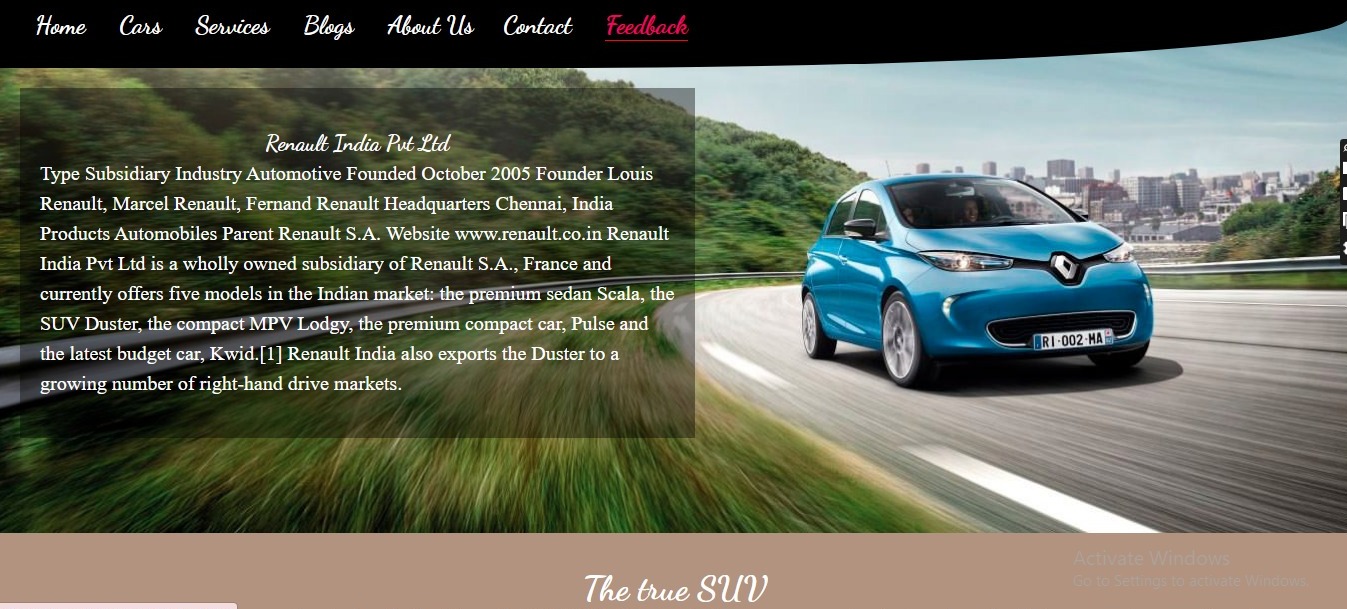 Home Cars Services Blogs About Us Contact Feedback
Renault India Pvt Ltd
Type Subsidiary Industry Automotive Founded October 2005 Founder Louis
Renault, Marcel Renault, Fernand Renault Headquarters Chennai, India
Products Automobiles Parent Renault S.A. Website www.renault.co.in Renault
India Pvt Ltd is a wholly owned subsidiary of Renault S.A., France and
currently offers five models in the Indian market: the premium sedan Scala, the
SUV Duster, the compact MPV Lodgy, the premium compact car, Pulse and
the latest budget car, Kwid.[1] Renault India also exports the Duster to a
growing number of right-hand drive markets.
RI-002-MA
The true SUV
Activate Windows
Go to Settings to activate Windows.